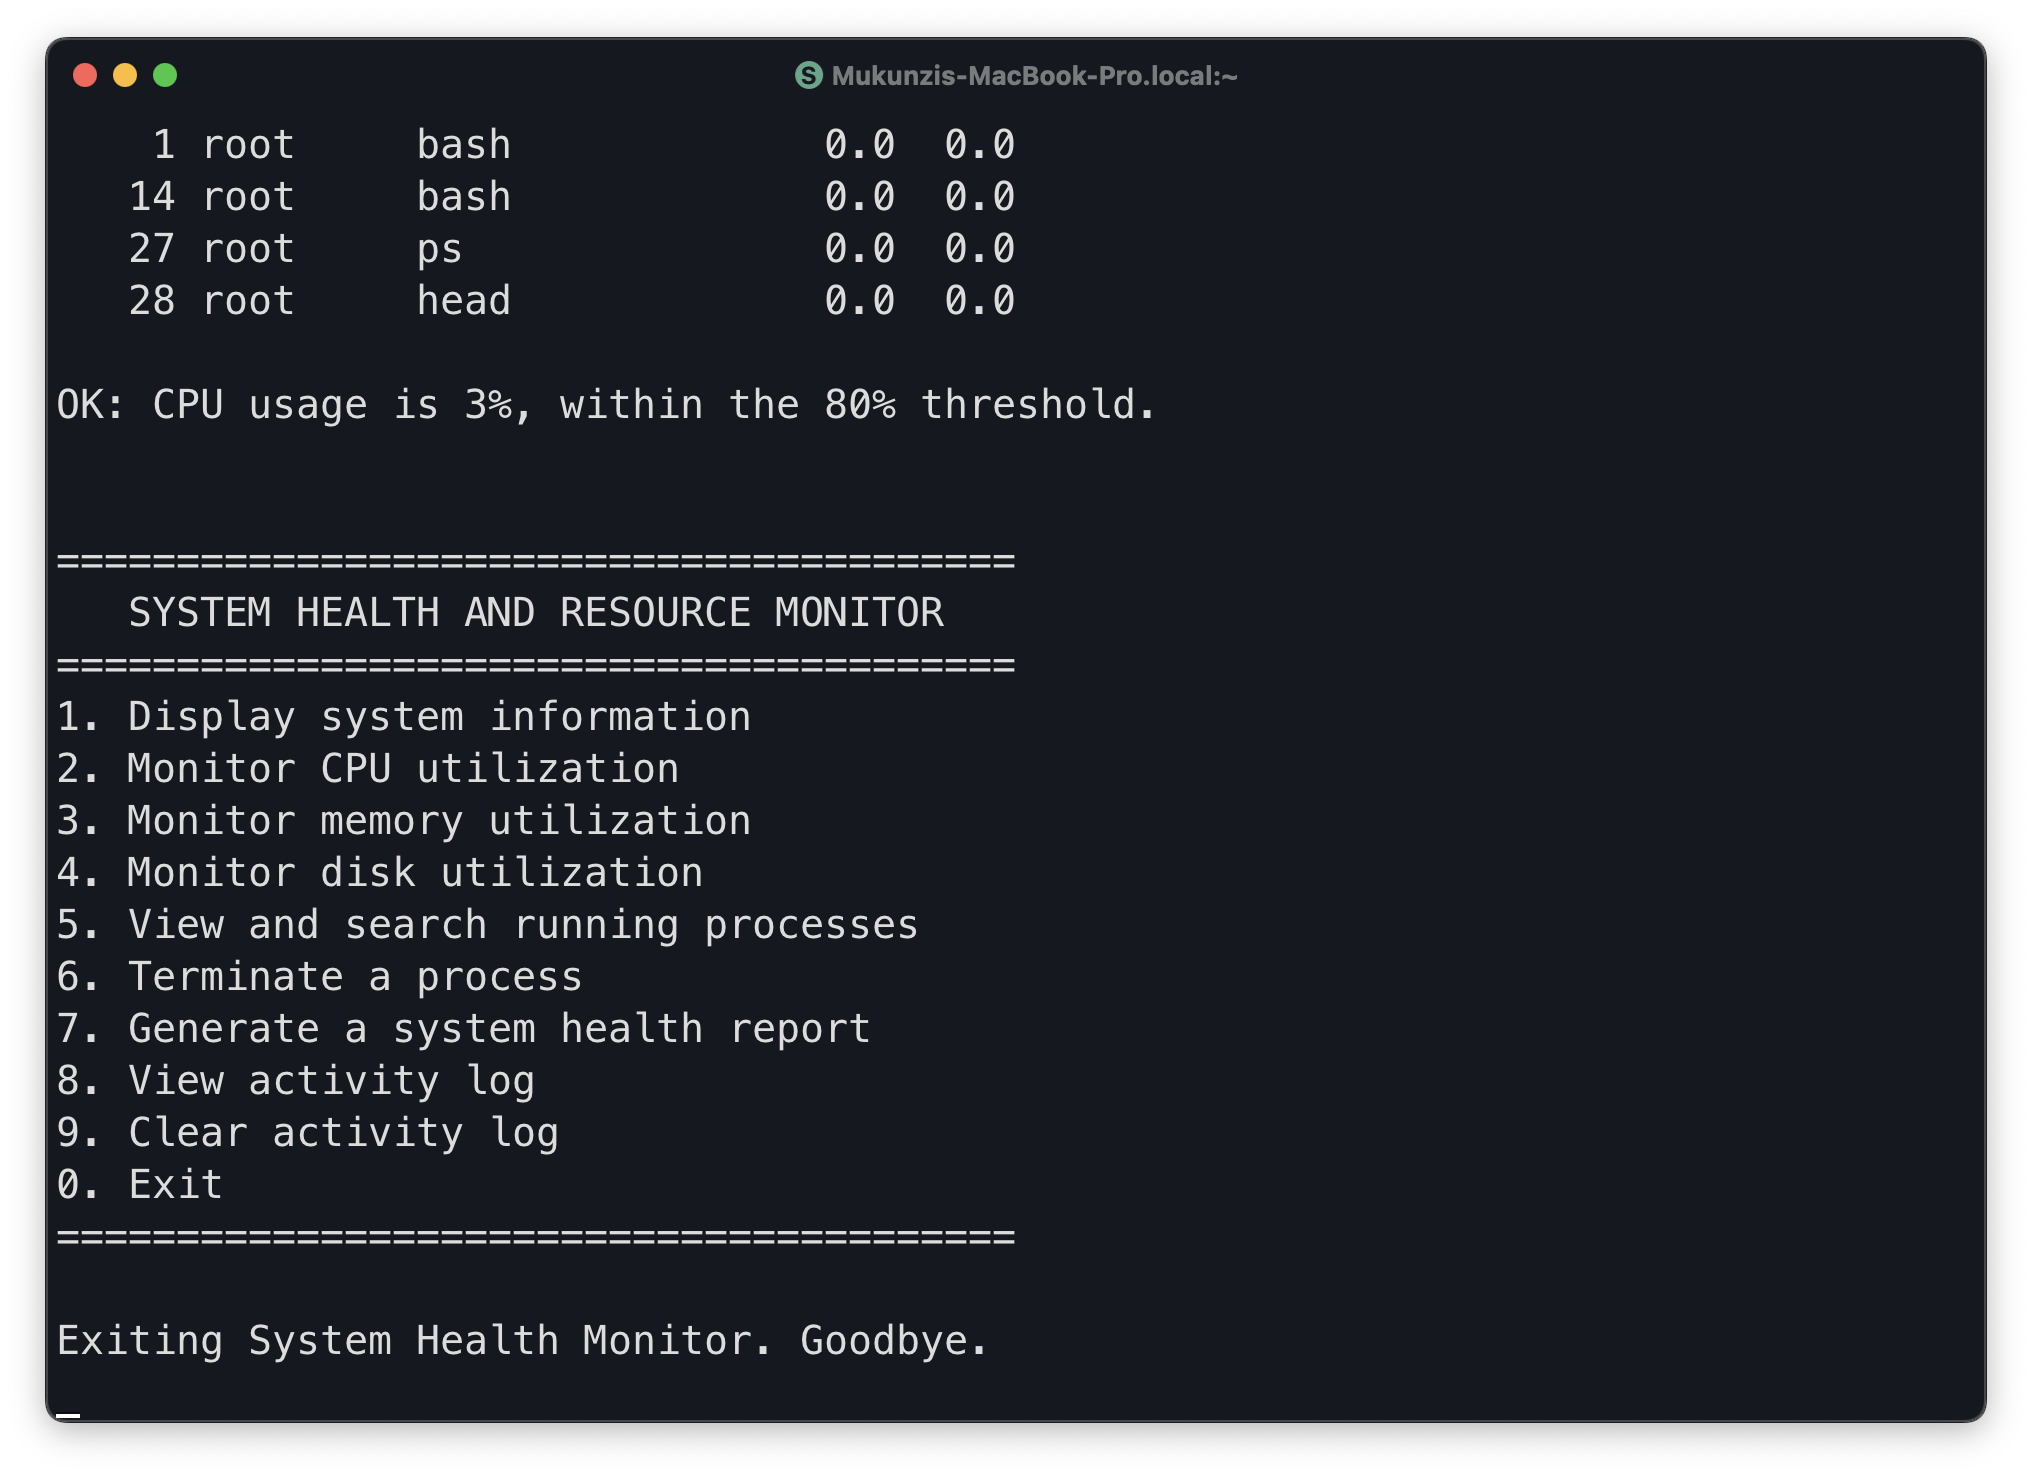 S Mukunzis-MacBook-Pro.local:~
    1 root     bash             0.0  0.0
   14 root     bash             0.0  0.0
   27 root     ps               0.0  0.0
   28 root     head             0.0  0.0
OK: CPU usage is 3%, within the 80% threshold.
========================================
   SYSTEM HEALTH AND RESOURCE MONITOR
========================================
1. Display system information
2. Monitor CPU utilization
3. Monitor memory utilization
4. Monitor disk utilization
5. View and search running processes
6. Terminate a process
7. Generate a system health report
8. View activity log
9. Clear activity log
0. Exit
========================================
Exiting System Health Monitor. Goodbye.